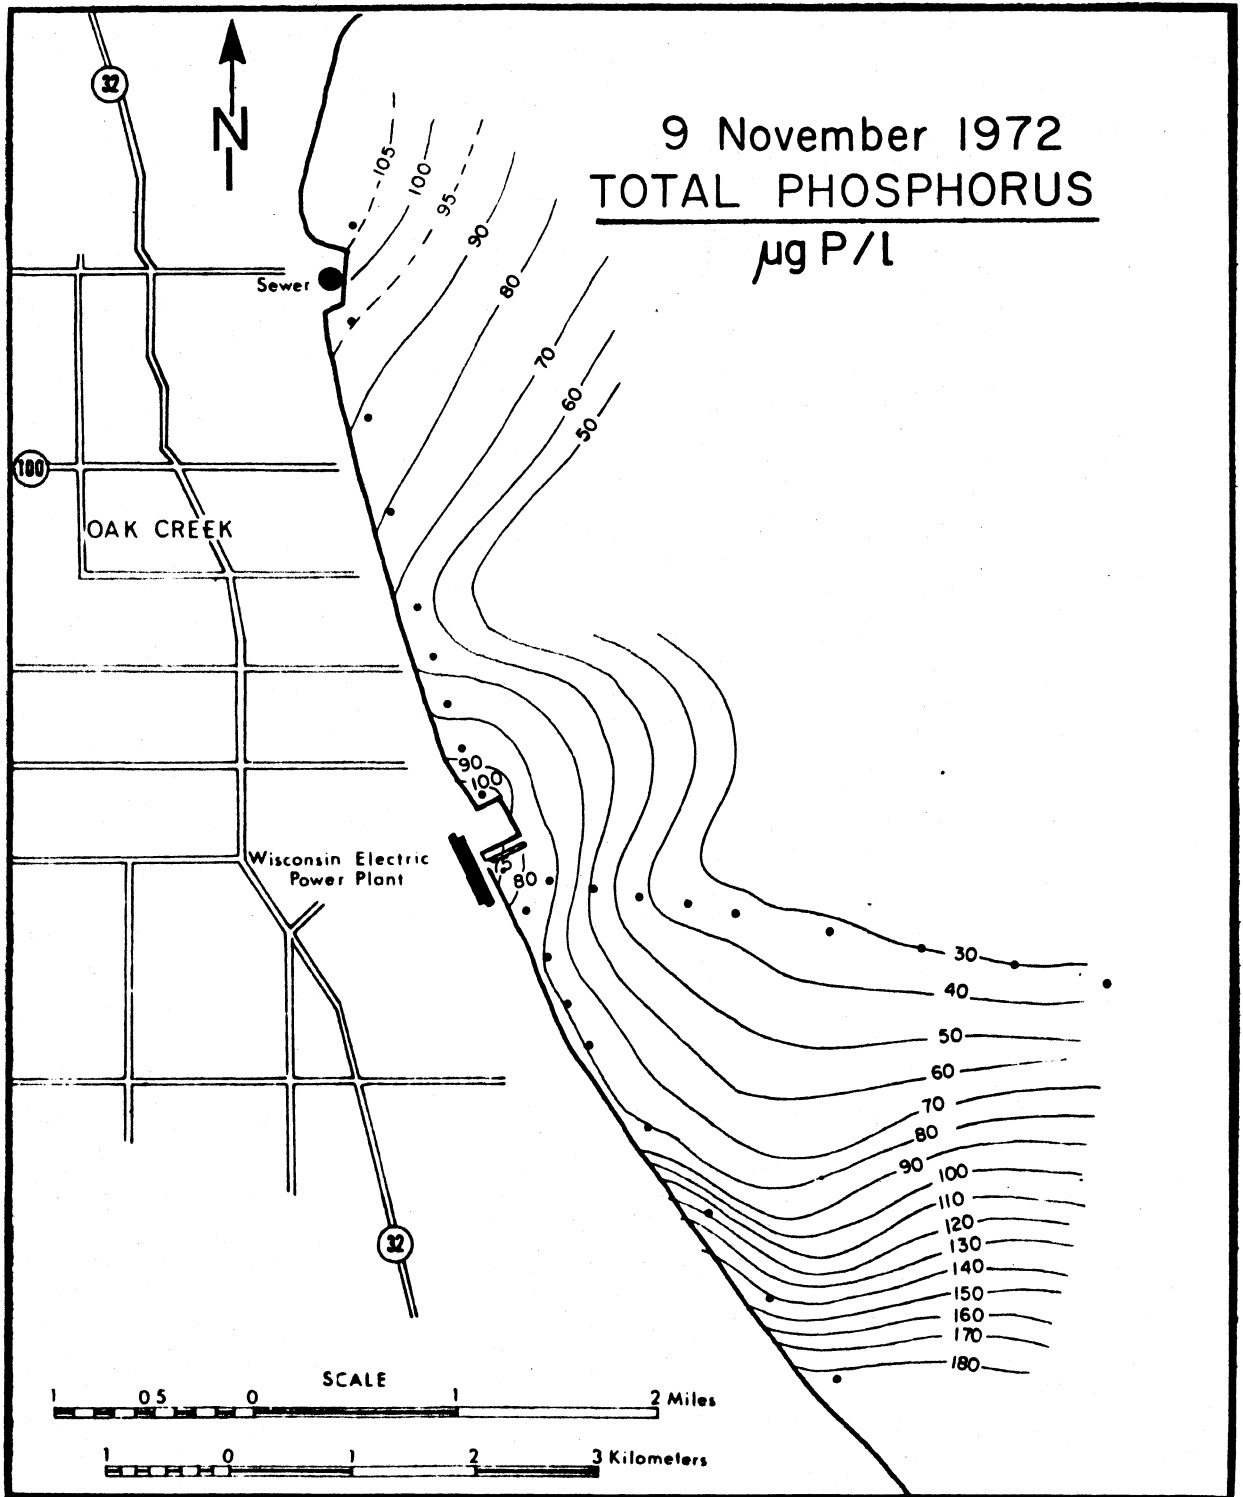 32
N
9 November 1972
TOTAL PHOSPHORUS
µg P/l
105
100
95
90
80
70
60
50
Sewer
100
OAK CREEK
90
100
75
80
Wisconsin Electric
Power Plant
30
40
50
60
70
80
90
100
110
120
130
140
150
160
170
180
32
SCALE
1 0 5 0 1 2 Miles
1 0 1 2 3 Kilometers